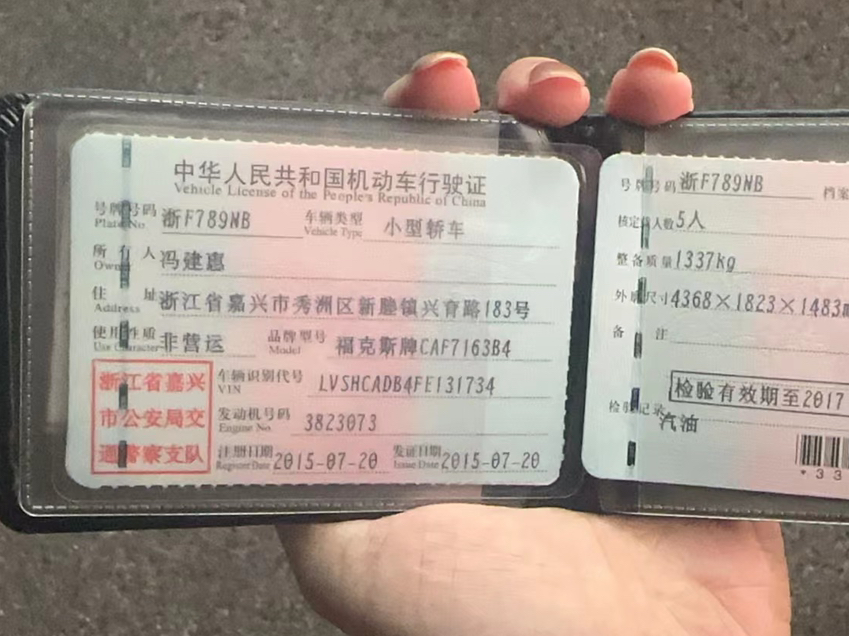 中华人民共和国机动车行驶证
Vehicle License of the People's Republic of China
号牌号码 浙F789NB 车辆类型 小型轿车
Plate No. Vehicle Type
所有人 冯建惠
Owner
住址 浙江省嘉兴市秀洲区新塍镇兴育路183号
Address
使用性质 非营运 品牌型号 福克斯牌CAF7163B4
Use Character Model
浙江省嘉兴
市公安局交
通警察支队
车辆识别代号 LVSHCADB4FE131734
VIN
发动机号码 3823073
Engine No.
注册日期 2015-07-20 发证日期 2015-07-20
Register Date Issue Date
号牌号码 浙F789NB 档案
核定载人数 5人
整备质量 1337kg
外廓尺寸 4368×1823×1483m
备注
检验有效期至2017
检验记录
汽油
*33